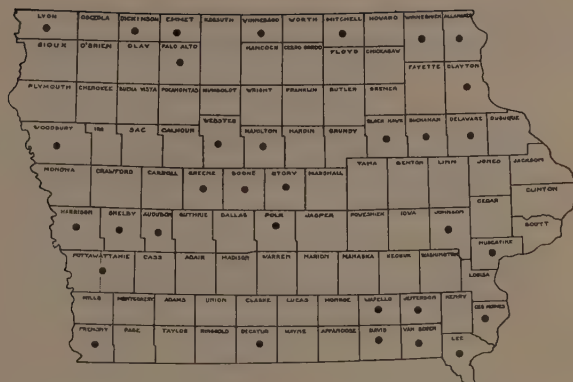 LYON OSCEOLA DICKINSON EMMET KOSSUTH WINNEBAGO WORTH MITCHELL HOWARD WINNESHIEK ALLAMAKEE
SIOUX O'BRIEN CLAY PALO ALTO HANCOCK CERRO GORDO FLOYD CHICKASAW
FAYETTE CLAYTON
PLYMOUTH CHEROKEE BUENA VISTA POCAHONTAS HUMBOLDT WRIGHT FRANKLIN BUTLER BREMER
WEBSTER
WOODBURY IDA SAC CALHOUN HAMILTON HARDIN GRUNDY BLACK HAWK BUCHANAN DELAWARE DUBUQUE
TAMA BENTON LINN JONES JACKSON
MONONA CRAWFORD CARROLL GREENE BOONE STORY MARSHALL
CLINTON
CEDAR
HARRISON SHELBY AUDUBON GUTHRIE DALLAS POLK JASPER POWESHIEK IOWA JOHNSON SCOTT
MUSCATINE
POTTAWATTAMIE CASS ADAIR MADISON WARREN MARION MAHASKA KEOKUK WASHINGTON
LOUISA
MILLS MONTGOMERY ADAMS UNION CLARKE LUCAS MONROE WAPELLO JEFFERSON HENRY
DES MOINES
FREMONT PAGE TAYLOR RINGGOLD DECATUR WAYNE APPANOOSE DAVIS VAN BUREN
LEE